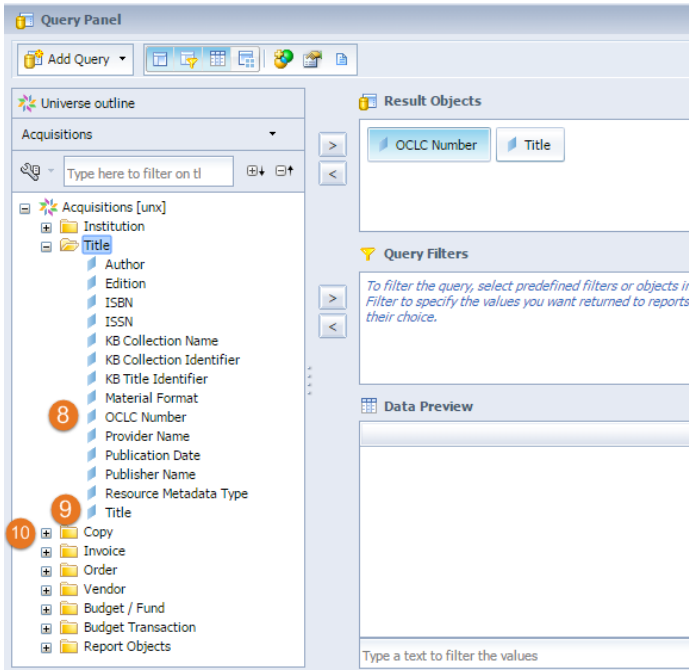 Query Panel
Add Query
Universe outline
Acquisitions
Type here to filter on tl
Acquisitions [unx]
Institution
Title
Author
Edition
ISBN
ISSN
KB Collection Name
KB Collection Identifier
KB Title Identifier
Material Format
8 OCLC Number
Provider Name
Publication Date
Publisher Name
Resource Metadata Type
9 Title
10 Copy
Invoice
Order
Vendor
Budget / Fund
Budget Transaction
Report Objects
>
<
>
<
Result Objects
OCLC Number Title
Query Filters
To filter the query, select predefined filters or objects in
Filter to specify the values you want returned to reports
their choice.
Data Preview
Type a text to filter the values